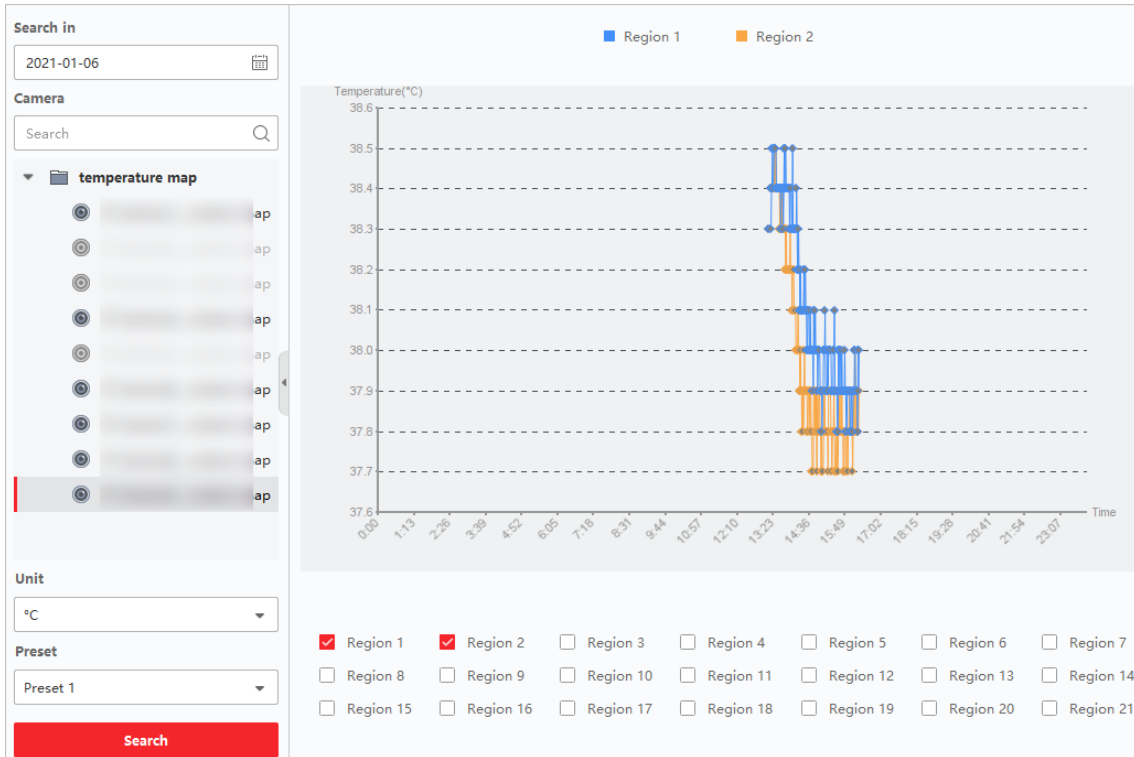 Search in
2021-01-06
Camera
Search
temperature map
ap
ap
ap
ap
ap
ap
ap
ap
ap
Unit
°C
Preset
Preset 1
Search
Region 1 Region 2
Temperature(°C)
38.6
38.5
38.4
38.3
38.2
38.1
38.0
37.9
37.8
37.7
37.6
0:00 1:13 2:26 3:39 4:52 6:05 7:18 8:31 9:44 10:57 12:10 13:23 14:36 15:49 17:02 18:15 19:28 20:41 21:54 23:07 Time
Region 1 Region 2 Region 3 Region 4 Region 5 Region 6 Region 7
Region 8 Region 9 Region 10 Region 11 Region 12 Region 13 Region 14
Region 15 Region 16 Region 17 Region 18 Region 19 Region 20 Region 21